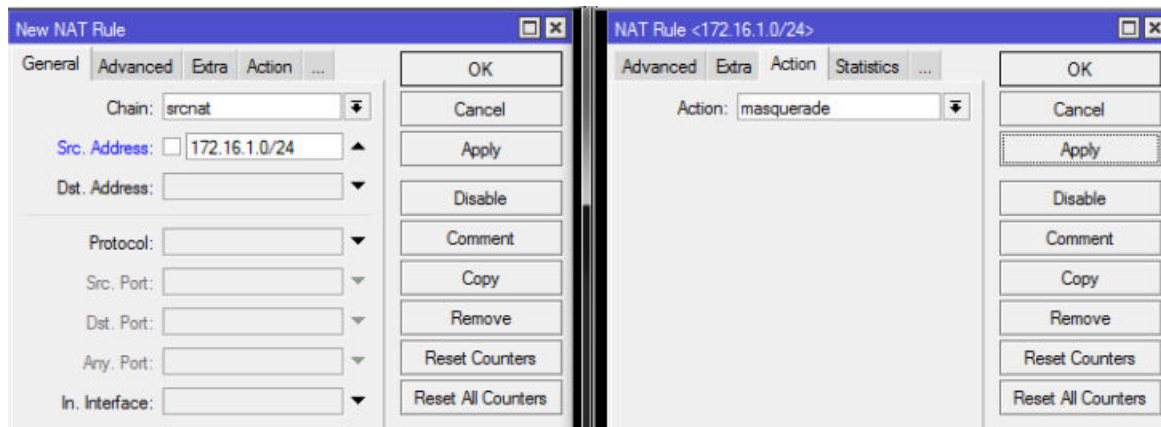 New NAT Rule
General Advanced Extra Action ...
Chain: srcnat
Src. Address: 172.16.1.0/24
Dst. Address:
Protocol:
Src. Port:
Dst. Port:
Any. Port:
In. Interface:
OK
Cancel
Apply
Disable
Comment
Copy
Remove
Reset Counters
Reset All Counters
NAT Rule <172.16.1.0/24>
Advanced Extra Action Statistics ...
Action: masquerade
OK
Cancel
Apply
Disable
Comment
Copy
Remove
Reset Counters
Reset All Counters